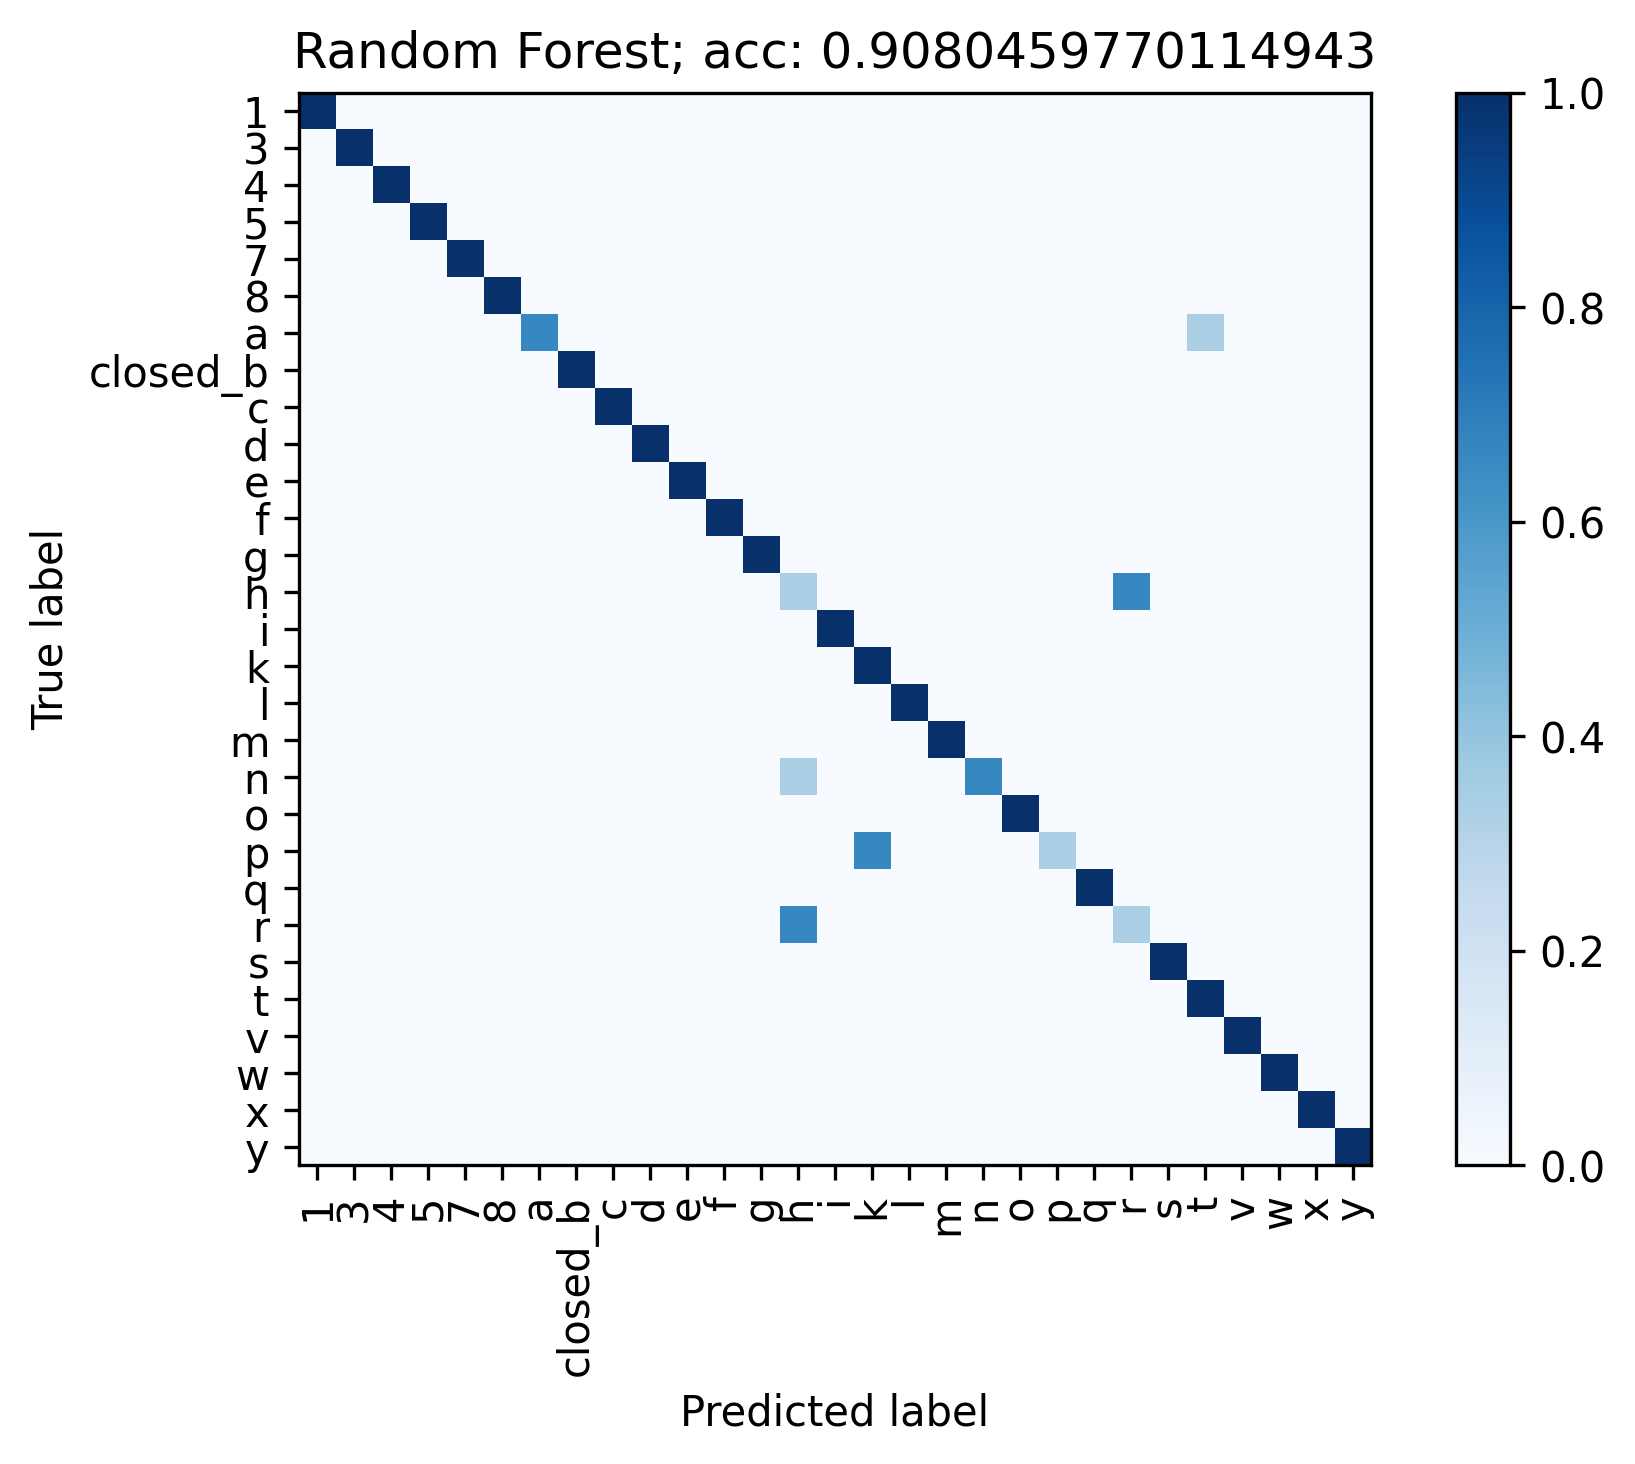 Random Forest; acc: 0.9080459770114943
1
3
4
5
7
8
a
closed_b
c
d
e
f
g
h
i
k
l
m
n
o
p
q
r
s
t
v
w
x
y
True label
1 3 4 5 7 8 a closed_b c d e f g h i k l m n o p q r s t v w x y
Predicted label
1.0
0.8
0.6
0.4
0.2
0.0